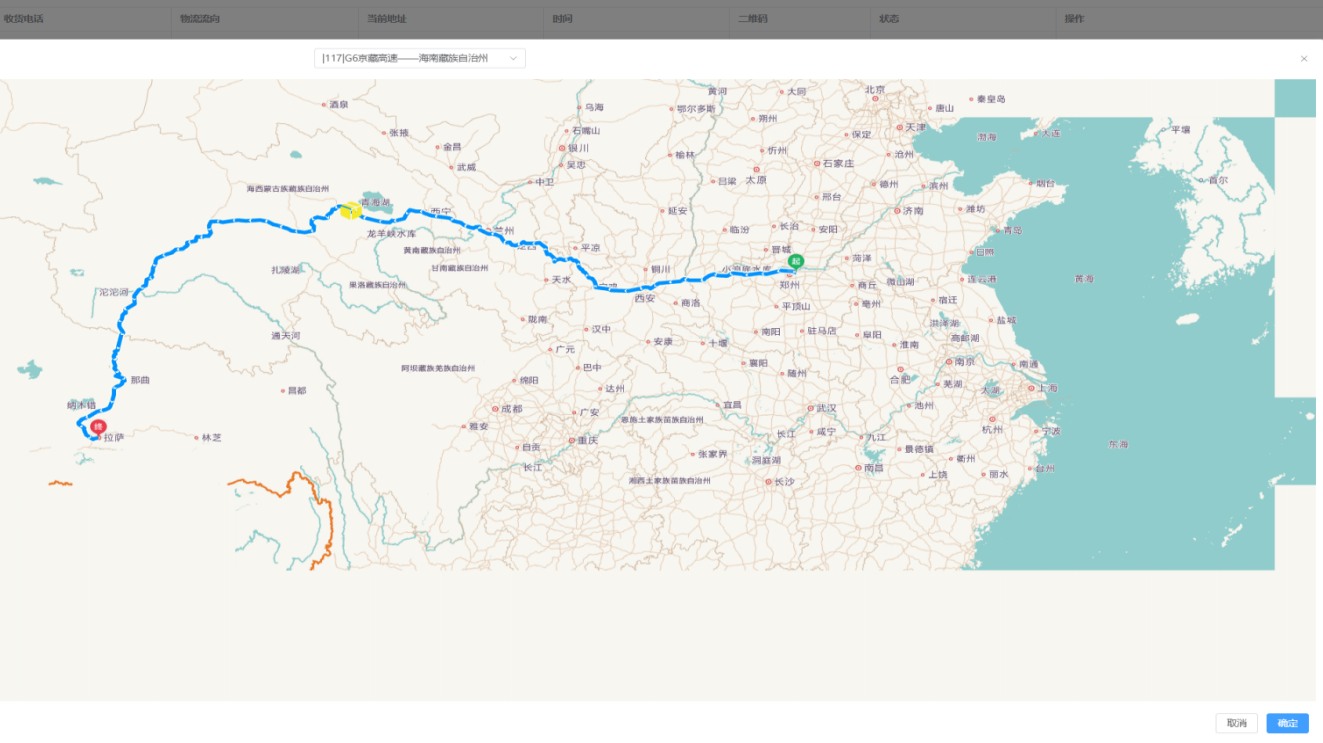 收货电话
物流流向
当前地址
时间
二维码
状态
操作
|117|G6京藏高速——海南藏族自治州
北京
黄河
大同
秦皇岛
酒泉
乌海
鄂尔多斯
唐山
朔州
天津
张掖
石嘴山
保定
渤海
大连
平壤
金昌
银川
忻州
榆林
沧州
武威
吴忠
石家庄
中卫
吕梁
太原
德州
滨州
烟台
首尔
海西蒙古族藏族自治州
邢台
青海湖
西宁
延安
济南
潍坊
龙羊峡水库
兰州
临汾
长治
安阳
青岛
黄南藏族自治州
平凉
晋城
日照
菏泽
起
甘南藏族自治州
扎陵湖
铜川
小浪底水库
天水
郑州
商丘
微山湖
连云港
黄海
果洛藏族自治州
沱沱河
西安
商洛
平顶山
亳州
宿迁
陇南
汉中
洪泽湖
盐城
通天河
南阳
驻马店
阜阳
高邮湖
安康
十堰
淮南
广元
襄阳
南京
南通
阿坝藏族羌族自治州
巴中
随州
合肥
那曲
绵阳
芜湖
上海
昌都
达州
太湖
纳木错
成都
广安
宜昌
武汉
池州
恩施土家族苗族自治州
终
雅安
长江
咸宁
杭州
宁波
拉萨
林芝
重庆
九江
东海
自贡
景德镇
张家界
洞庭湖
衢州
长江
南昌
台州
上饶
丽水
湘西土家族苗族自治州
长沙
取消
确定